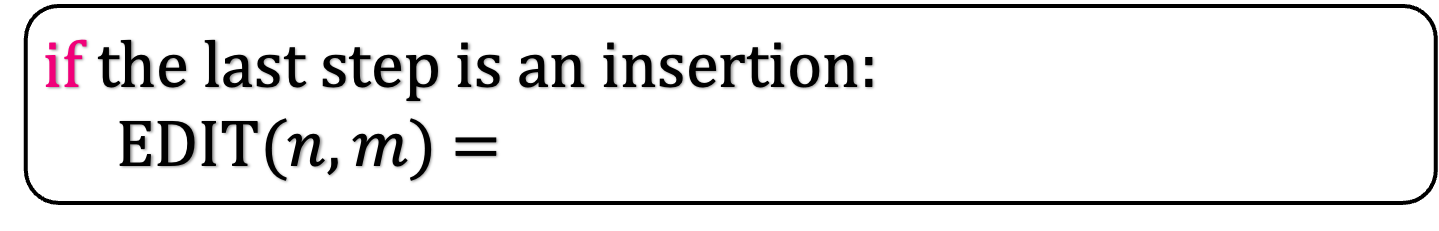 if the last step is an insertion:
EDIT(n, m) =